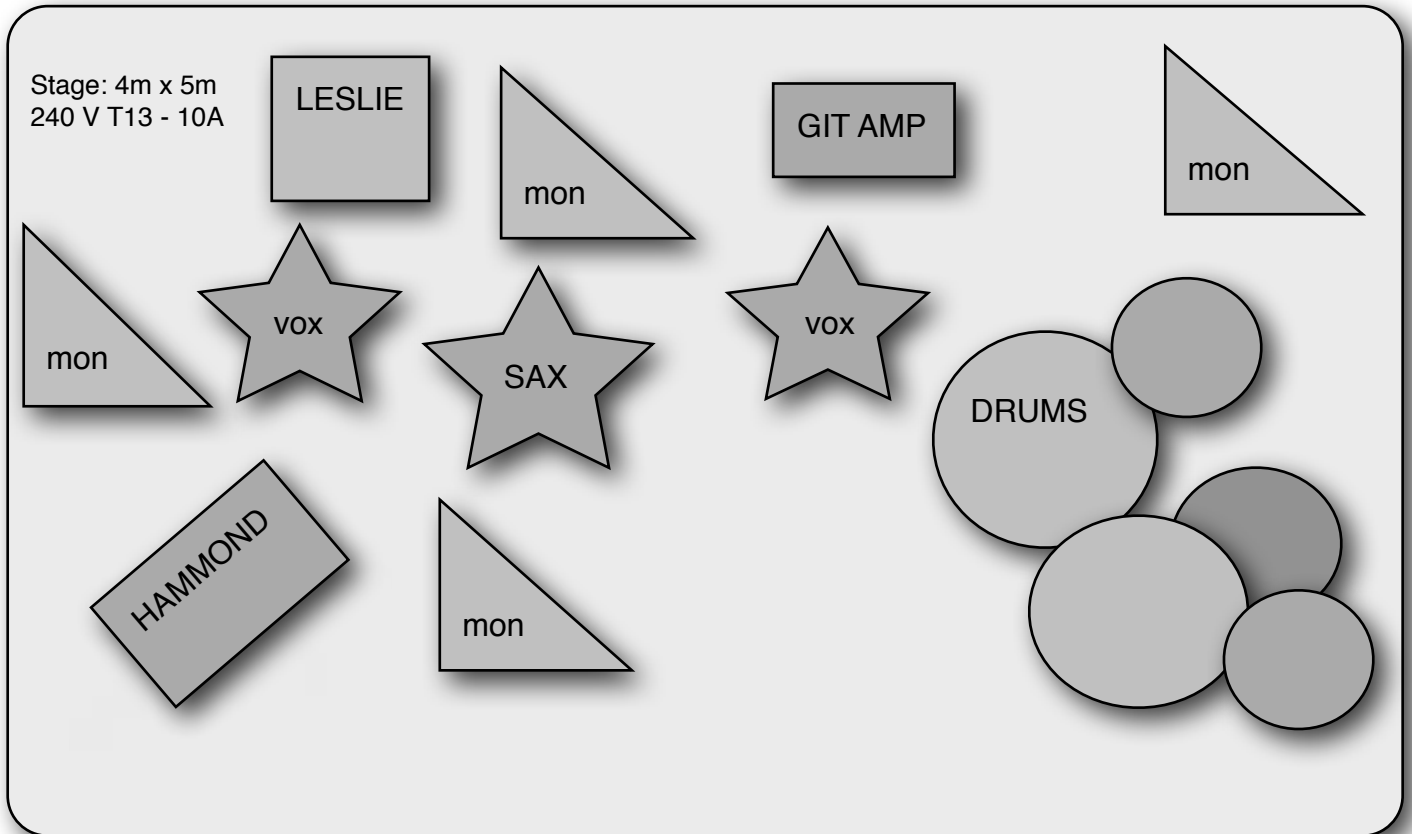 Stage: 4m x 5m
240 V T13 - 10A
LESLIE
mon
GIT AMP
mon
mon
vox
SAX
vox
DRUMS
HAMMOND
mon